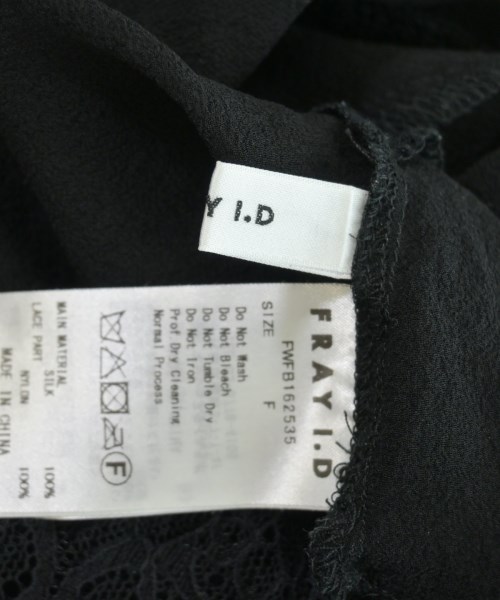 Y I.D
FRAY I.D
FWFB162535
SIZE F
Do Not Wash
Do Not Bleach
Do Not Tumble Dry
Do Not Iron
Prof Dry Cleaning
Normal Process
F
MAIN MATERIAL
SILK 100%
LACE PART
NYLON 100%
MADE IN CHINA